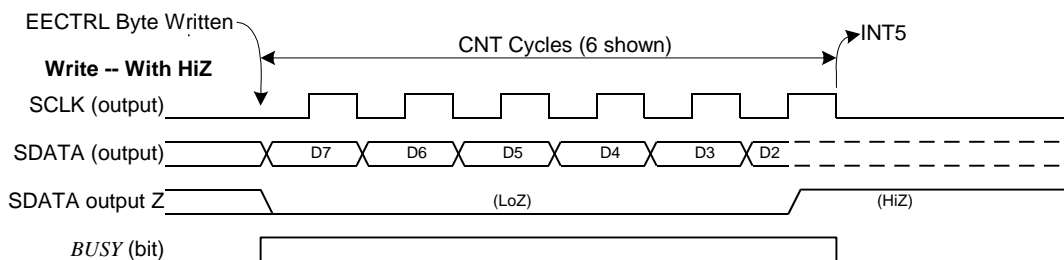 EECTRL Byte Written
CNT Cycles (6 shown)
INT5
Write -- With HiZ
SCLK (output)
SDATA (output)
D7 D6 D5 D4 D3 D2
SDATA output Z
(LoZ)
(HiZ)
BUSY (bit)